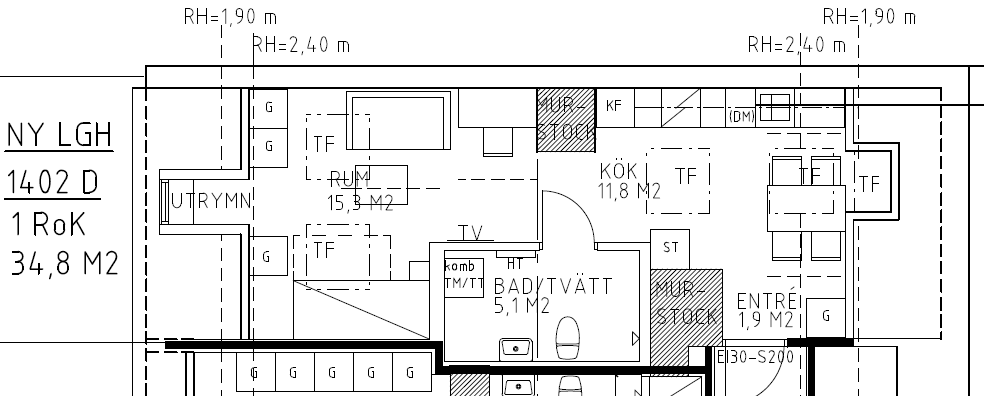 RH=1,90 m
RH=1,90 m
RH=2,40 m
RH=2,40 m
NY LGH
1402 D
1 RoK
34,8 M2
G
G
TF
MUR-
STOCK
KF
(DM)
KÖK
11,8 M2
TF
TF
TF
UTRYMN
RUM
15,3 M2
TV
G
TF
komb
TM/TT
HT
BAD/TVÄTT
5,1 M2
ST
MUR-
STOCK
ENTRÉ
1,9 M2
G
EI30-S200
G
G
G
G
G